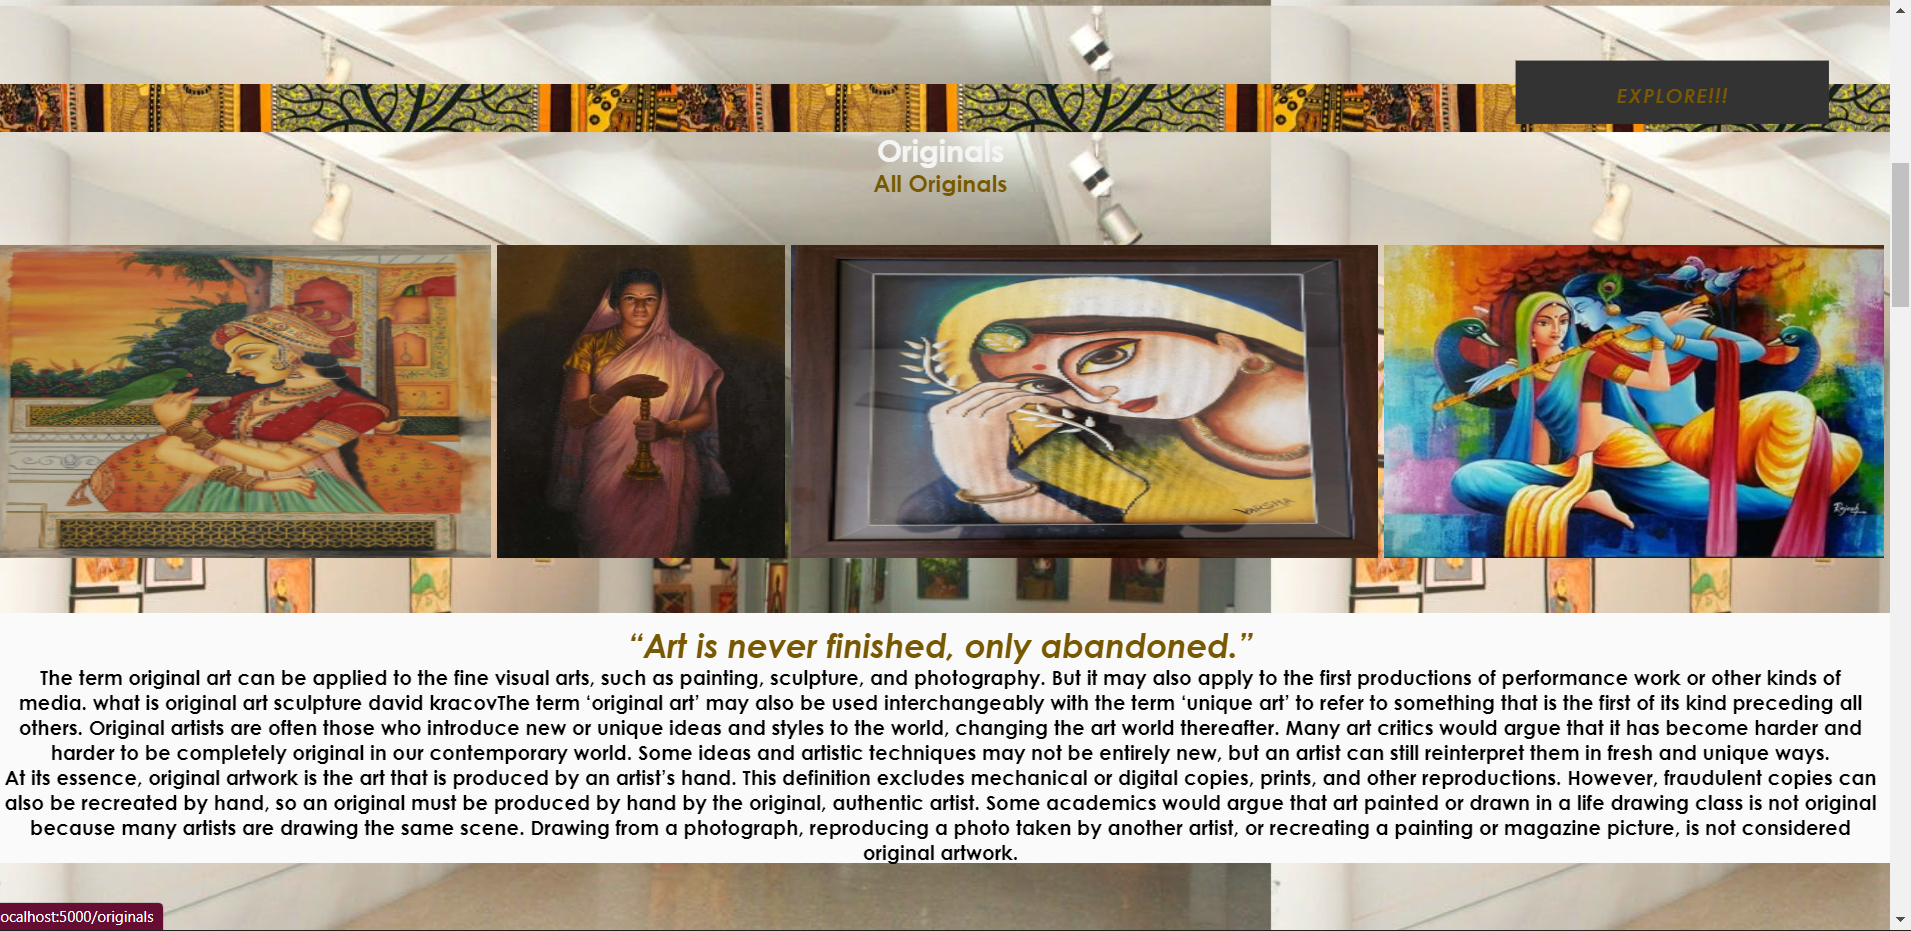 EXPLORE!!!
Originals
All Originals
VARSHA
Rajesh
“Art is never finished, only abandoned.”
The term original art can be applied to the fine visual arts, such as painting, sculpture, and photography. But it may also apply to the first productions of performance work or other kinds of
media. what is original art sculpture david kracovThe term ‘original art’ may also be used interchangeably with the term ‘unique art’ to refer to something that is the first of its kind preceding all
others. Original artists are often those who introduce new or unique ideas and styles to the world, changing the art world thereafter. Many art critics would argue that it has become harder and
harder to be completely original in our contemporary world. Some ideas and artistic techniques may not be entirely new, but an artist can still reinterpret them in fresh and unique ways.
At its essence, original artwork is the art that is produced by an artist’s hand. This definition excludes mechanical or digital copies, prints, and other reproductions. However, fraudulent copies can
also be recreated by hand, so an original must be produced by hand by the original, authentic artist. Some academics would argue that art painted or drawn in a life drawing class is not original
because many artists are drawing the same scene. Drawing from a photograph, reproducing a photo taken by another artist, or recreating a painting or magazine picture, is not considered
original artwork.
ocalhost:5000/originals